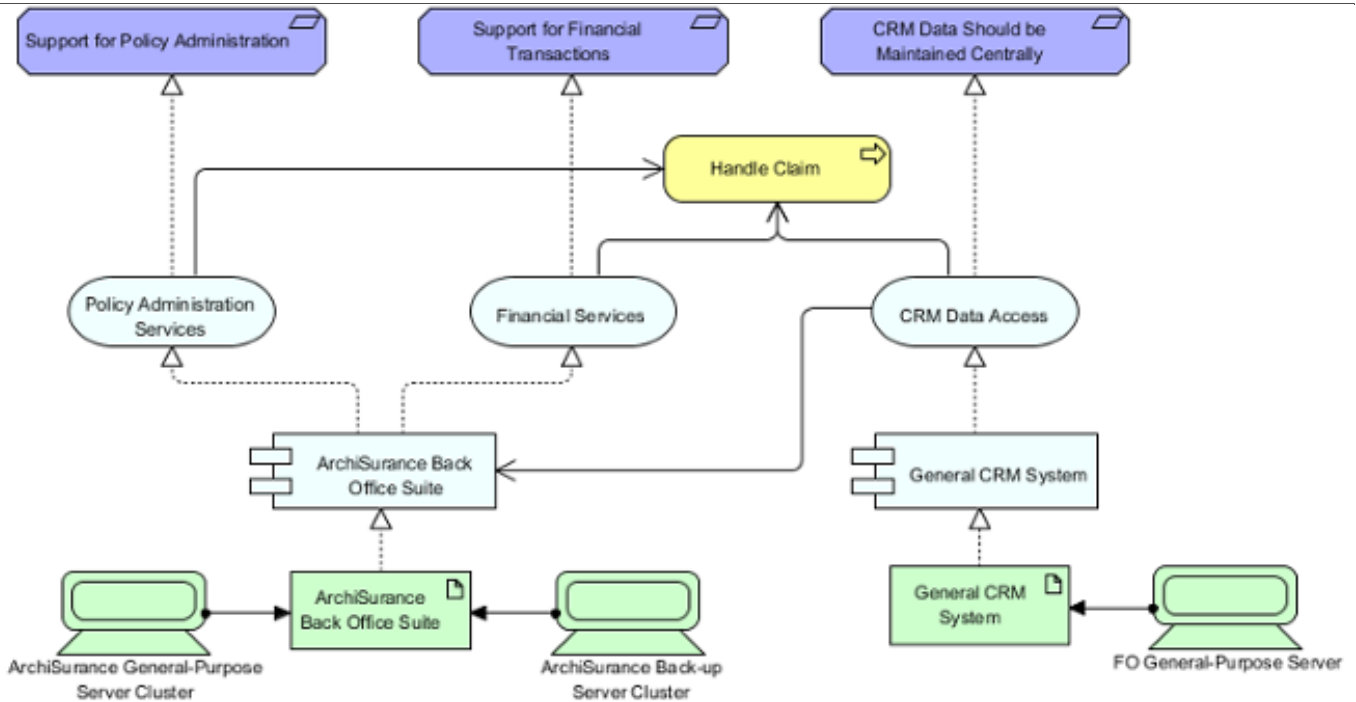 Support for Policy Administration
Support for Financial
Transactions
CRM Data Should be
Maintained Centrally
Handle Claim
Policy Administration
Services
Financial Services
CRM Data Access
ArchiSurance Back
Office Suite
General CRM System
ArchiSurance
Back Office Suite
General CRM
System
ArchiSurance General-Purpose
Server Cluster
ArchiSurance Back-up
Server Cluster
FO General-Purpose Server